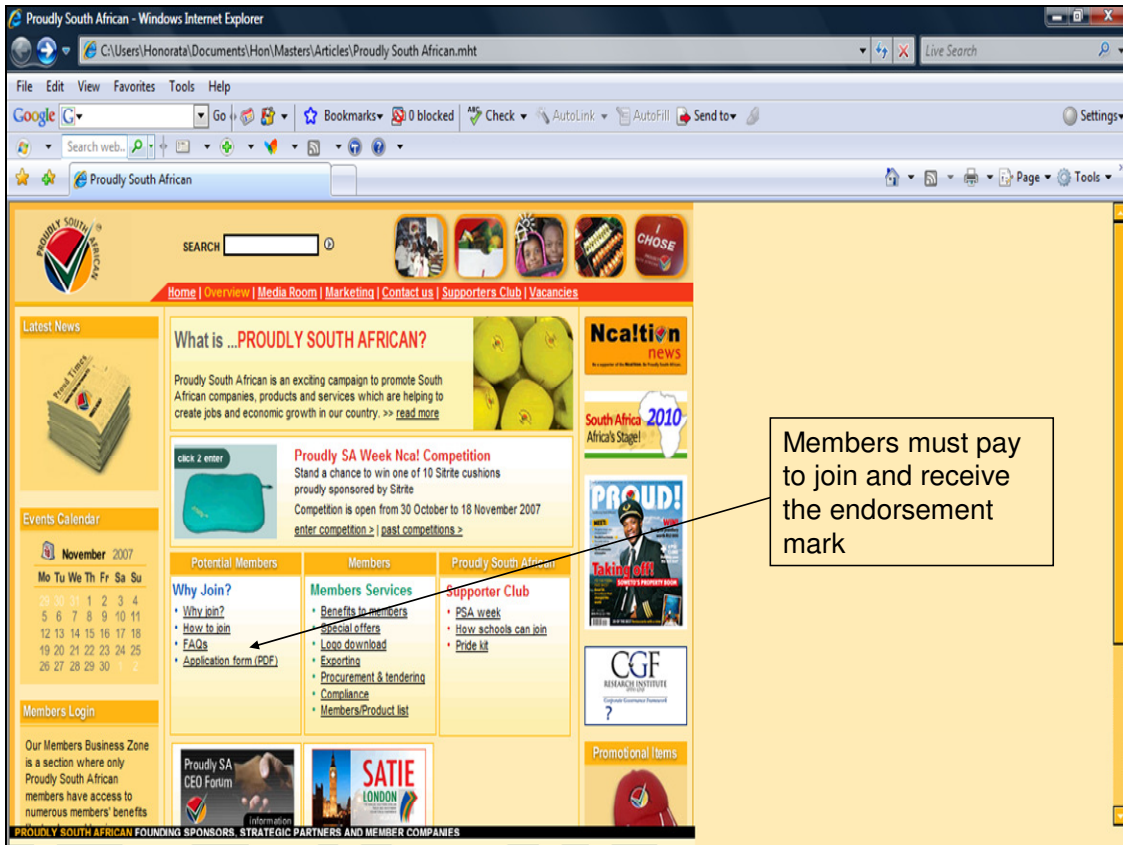 Proudly South African - Windows Internet Explorer
C:\Users\Honorata\Documents\Hon\Masters\Articles\Proudly South African.mht
Live Search
File Edit View Favorites Tools Help
Google G Go Bookmarks 0 blocked ABC Check AutoLink AutoFill Send to Settings
Search web..
Proudly South African
Page Tools
PROUDLY SOUTH AFRICAN
SEARCH
I CHOSE
Home | Overview | Media Room | Marketing | Contact us | Supporters Club | Vacancies
Latest News
Proud Times
What is ...PROUDLY SOUTH AFRICAN?
Proudly South African is an exciting campaign to promote South
African companies, products and services which are helping to
create jobs and economic growth in our country. >> read more
Nca!tion
news
South Africa 2010
Africa's Stage!
click 2 enter
Proudly SA Week Nca! Competition
Stand a chance to win one of 10 Sitrite cushions
proudly sponsored by Sitrite
Competition is open from 30 October to 18 November 2007
enter competition > | past competitions >
Members must pay
to join and receive
the endorsement
mark
PROUD!
Taking off!
SOWETO'S PROPERTY BOOM
Events Calendar
November 2007
Mo Tu We Th Fr Sa Su
29 30 31 1 2 3 4
5 6 7 8 9 10 11
12 13 14 15 16 17 18
19 20 21 22 23 24 25
26 27 28 29 30 1 2
Potential Members
Why Join?
• Why join?
• How to join
• FAQs
• Application form (PDF)
Members
Members Services
• Benefits to members
• Special offers
• Logo download
• Exporting
• Procurement & tendering
• Compliance
• Members/Product list
Proudly South African
Supporter Club
• PSA week
• How schools can join
• Pride kit
CGF
RESEARCH INSTITUTE
Corporate Governance Framework
?
Members Login
Our Members Business Zone
is a section where only
Proudly South African
members have access to
numerous members' benefits
Proudly SA
CEO Forum
information
SATIE
LONDON
Promotional Items
PROUDLY SOUTH AFRICAN FOUNDING SPONSORS, STRATEGIC PARTNERS AND MEMBER COMPANIES